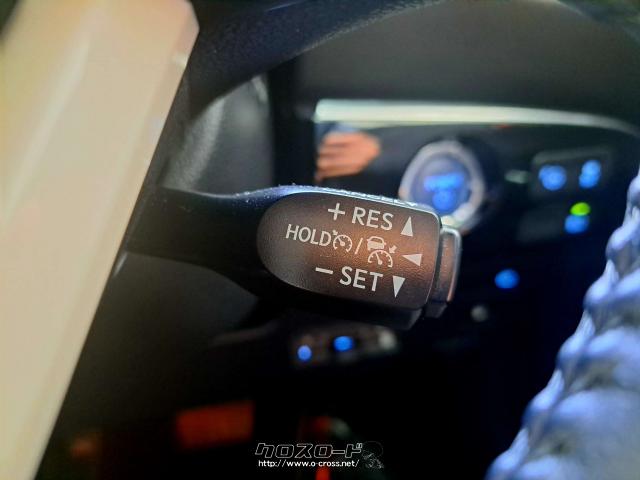 + RES ▲
HOLD / ◀
− SET ▼
クロスロード
http://www.o-cross.net/